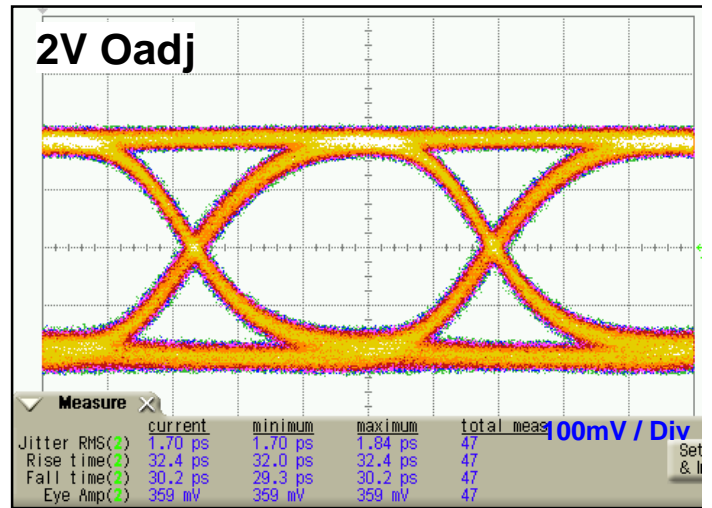 2V Oadj
Measure
current minimum maximum total meas
100mV / Div
Jitter RMS(2) 1.70 ps 1.70 ps 1.84 ps 47
Rise time(2) 32.4 ps 32.0 ps 32.4 ps 47
Fall time(2) 30.2 ps 29.3 ps 30.2 ps 47
Eye Amp(2) 359 mV 359 mV 359 mV 47
Set
& I